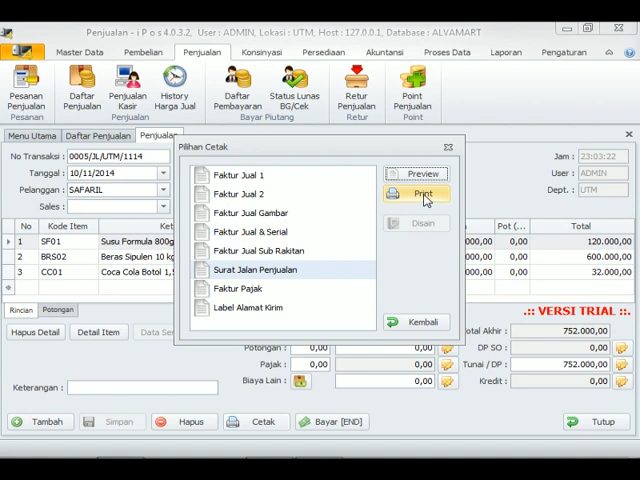 Penjualan - i P o s 4.0.3.2, User : ADMIN, Lokasi : UTM, Host : 127.0.0.1, Database : ALVAMART
Master Data Pembelian Penjualan Konsinyasi Persediaan Akuntansi Proses Data Laporan Pengaturan
Pesanan Penjualan Daftar Penjualan Penjualan Kasir History Harga Jual Daftar Pembayaran Status Lunas BG/Cek Retur Penjualan Point Penjualan
Pesanan Penjualan Bayar Piutang Retur Point
Menu Utama Daftar Penjualan Penjualan
No Transaksi : 0005/JL/UTM/1114
Tanggal : 10/11/2014
Pelanggan : SAFARIL
Sales :
Jam : 23:03:22
User : ADMIN
Dept. : UTM
Pilihan Cetak
Faktur Jual 1
Faktur Jual 2
Faktur Jual Gambar
Faktur Jual & Serial
Faktur Jual Sub Rakitan
Surat Jalan Penjualan
Faktur Pajak
Label Alamat Kirim
Preview
Print
Disain
Kembali
No Kode Item Pot (... Total
1 SF01 Susu Formula 800g 0,00 120.000,00
2 BRS02 Beras Sipulen 10 kg 0,00 600.000,00
3 CC01 Coca Cola Botol 1, 0,00 32.000,00
Rincian Potongan
.:: VERSI TRIAL ::.
Hapus Detail Detail Item
Total Akhir : 752.000,00
Potongan : 0,00 0,00 DP SO : 0,00
Pajak : 0,00 0,00 Tunai / DP : 752.000,00
Keterangan : Biaya Lain : 0,00 Kredit : 0,00
Tambah Simpan Hapus Cetak Bayar [END] Tutup